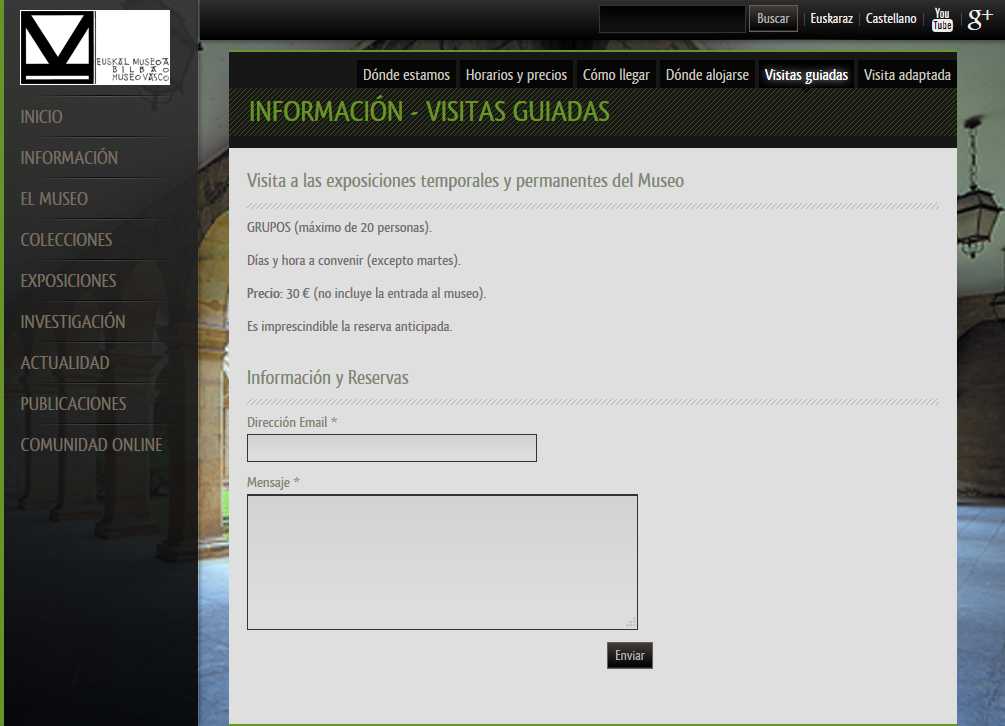 EUSKAL MUSEOA
BILBAO
MUSEO VASCO
Buscar
Euskaraz
Castellano
You
Tube
g+
Dónde estamos
Horarios y precios
Cómo llegar
Dónde alojarse
Visitas guiadas
Visita adaptada
INICIO
INFORMACIÓN
EL MUSEO
COLECCIONES
EXPOSICIONES
INVESTIGACIÓN
ACTUALIDAD
PUBLICACIONES
COMUNIDAD ONLINE
INFORMACIÓN - VISITAS GUIADAS
Visita a las exposiciones temporales y permanentes del Museo
GRUPOS (máximo de 20 personas).
Días y hora a convenir (excepto martes).
Precio: 30 € (no incluye la entrada al museo).
Es imprescindible la reserva anticipada.
Información y Reservas
Dirección Email *
Mensaje *
Enviar